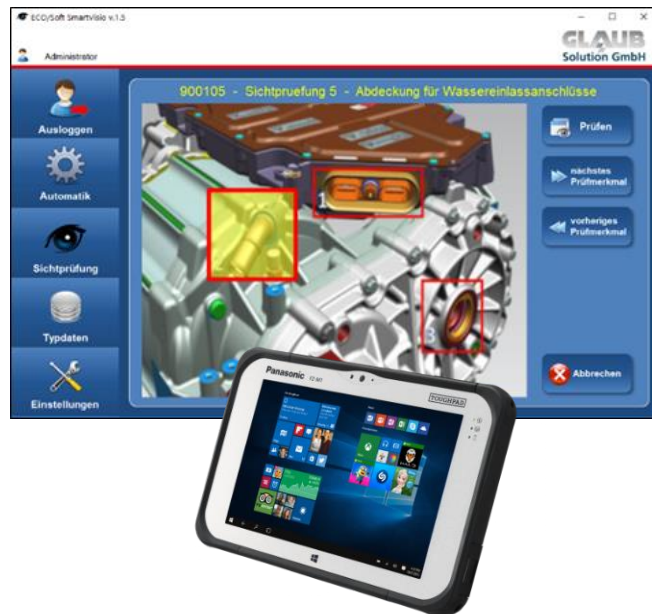 ECO/Soft Smartvisio v.1.5
Administrator
GLAUB
Solution GmbH
Ausloggen
Automatik
Sichtprüfung
Typdaten
Einstellungen
900105 - Sichtpruefung 5 - Abdeckung für Wassereinlassanschlüsse
1
3
Prüfen
nächstes
Prüfmerkmal
vorheriges
Prüfmerkmal
Abbrechen
Panasonic
TOUGHPAD